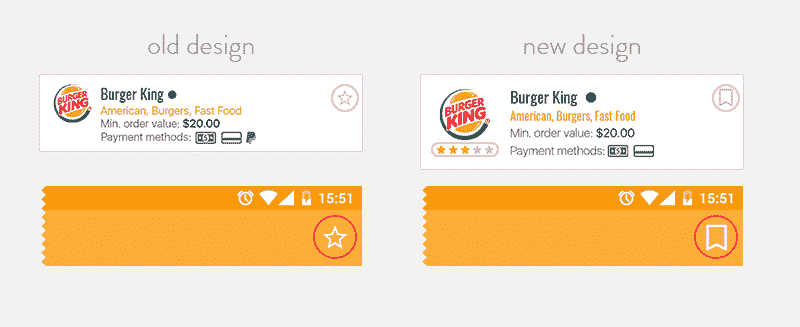 old design
new design
BURGER KING
Burger King
American, Burgers, Fast Food
Min. order value: $20.00
Payment methods:
BURGER KING
Burger King
American, Burgers, Fast Food
Min. order value: $20.00
Payment methods:
15:51
15:51